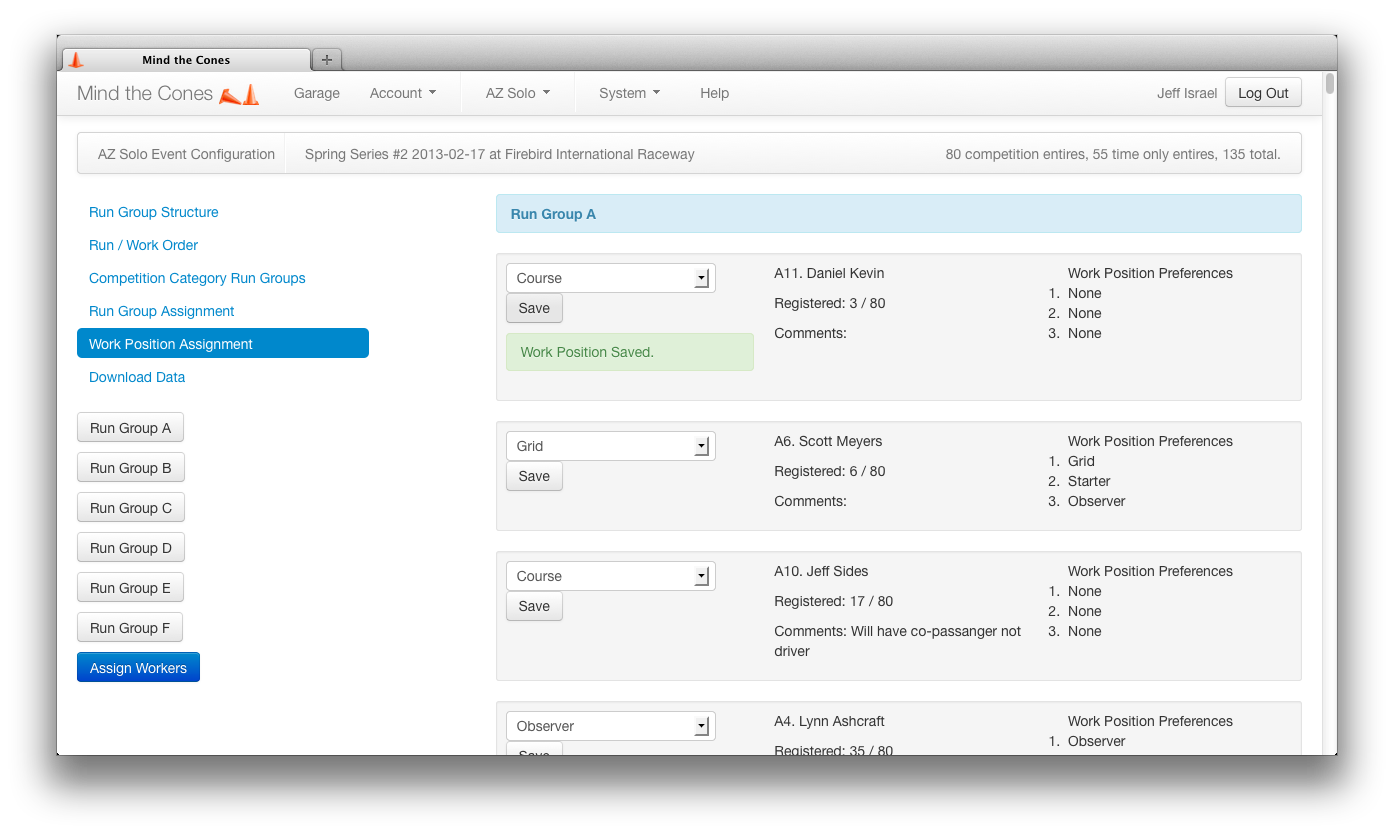 Mind the Cones
Mind the Cones Garage Account AZ Solo System Help Jeff Israel Log Out
AZ Solo Event Configuration Spring Series #2 2013-02-17 at Firebird International Raceway 80 competition entires, 55 time only entires, 135 total.
Run Group Structure
Run / Work Order
Competition Category Run Groups
Run Group Assignment
Work Position Assignment
Download Data
Run Group A
Run Group B
Run Group C
Run Group D
Run Group E
Run Group F
Assign Workers
Run Group A
Course
Save
Work Position Saved.
A11. Daniel Kevin
Registered: 3 / 80
Comments:
Work Position Preferences
1. None
2. None
3. None
Grid
Save
A6. Scott Meyers
Registered: 6 / 80
Comments:
Work Position Preferences
1. Grid
2. Starter
3. Observer
Course
Save
A10. Jeff Sides
Registered: 17 / 80
Comments: Will have co-passanger not
driver
Work Position Preferences
1. None
2. None
3. None
Observer
Save
A4. Lynn Ashcraft
Registered: 35 / 80
Work Position Preferences
1. Observer